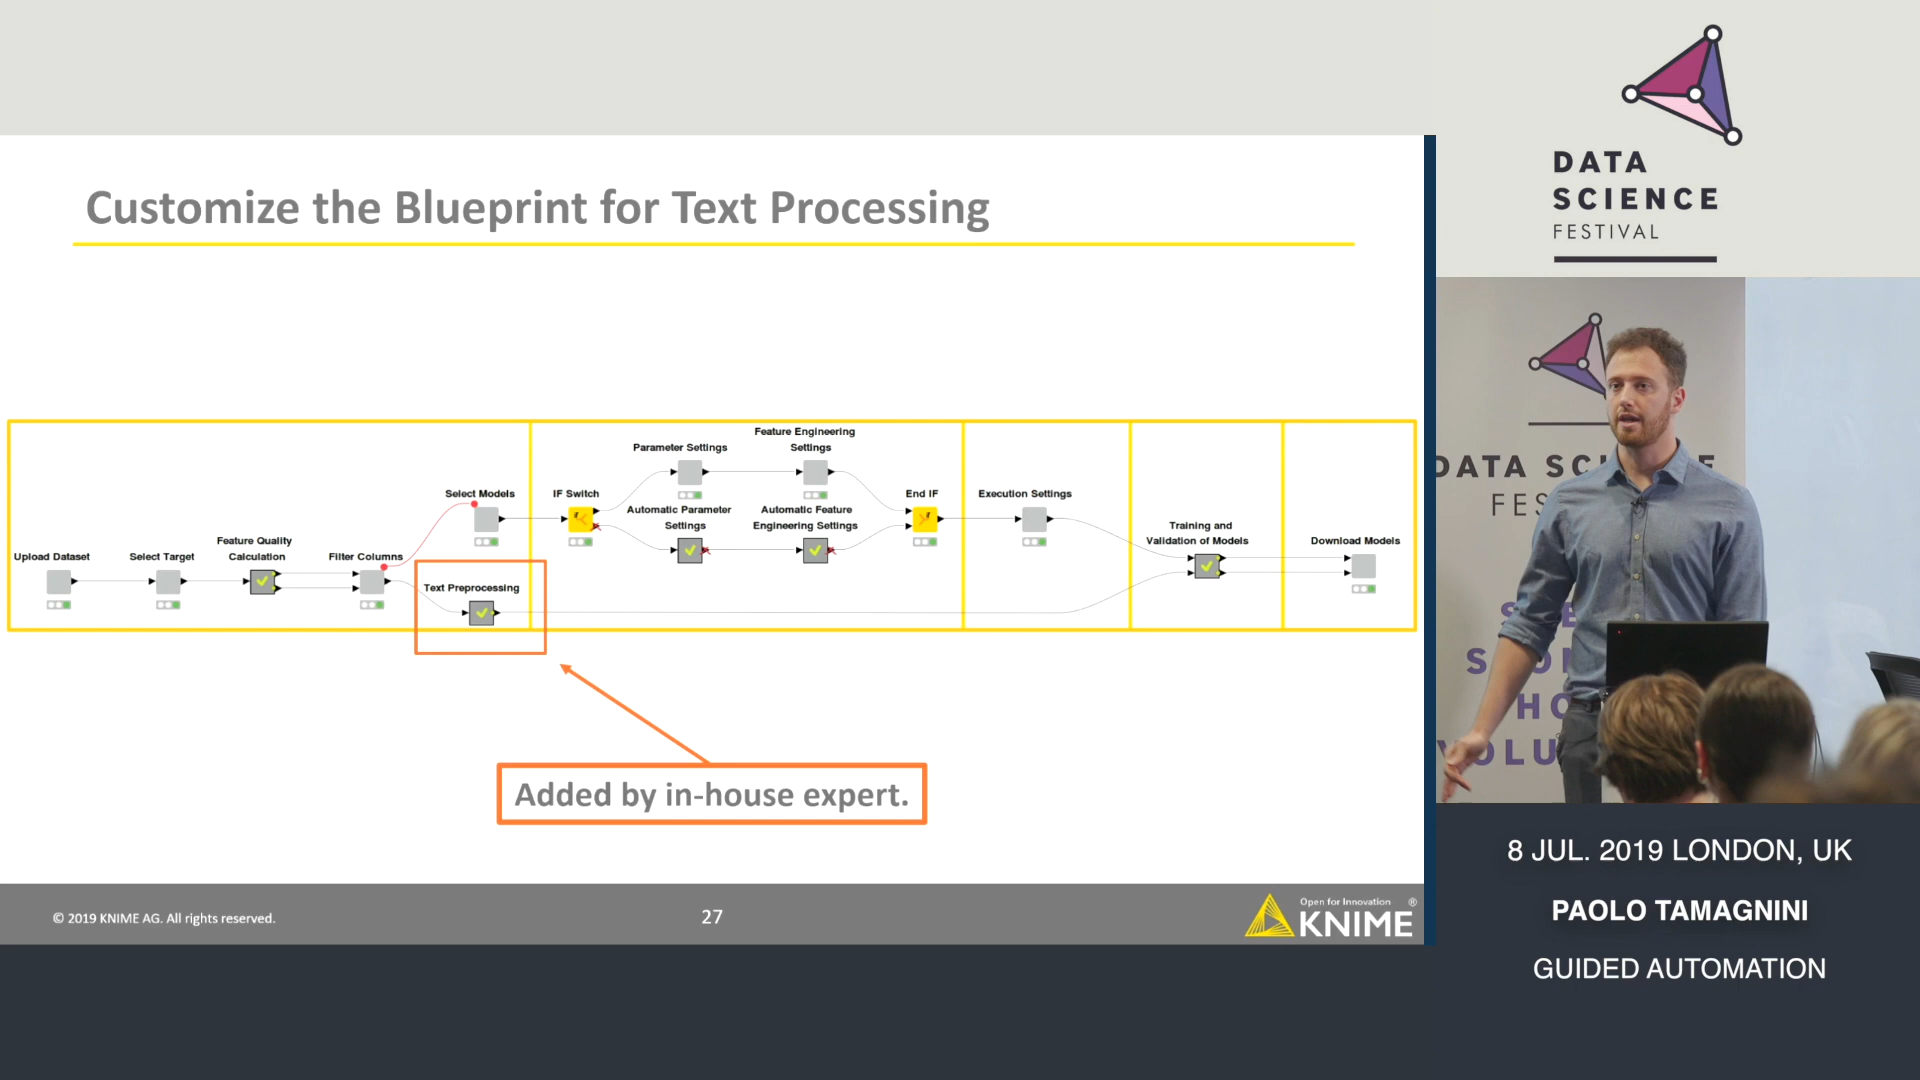 Customize the Blueprint for Text Processing
Upload Dataset
Select Target
Feature Quality
Calculation
Filter Columns
Select Models
Text Preprocessing
IF Switch
Parameter Settings
Feature Engineering
Settings
Automatic Parameter
Settings
Automatic Feature
Engineering Settings
End IF
Execution Settings
Training and
Validation of Models
Download Models
Added by in-house expert.
© 2019 KNIME AG. All rights reserved.
27
Open for Innovation
®
KNIME
DATA
SCIENCE
FESTIVAL
DATA SC
FES
8 JUL. 2019 LONDON, UK
PAOLO TAMAGNINI
GUIDED AUTOMATION